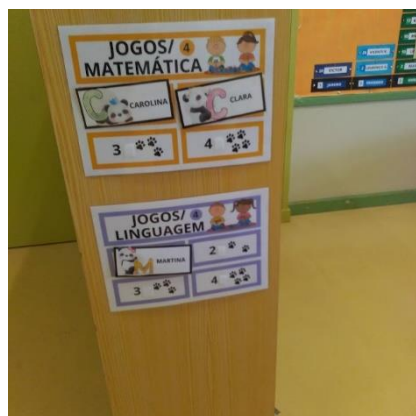 JOGOS/ 4
MATEMÁTICA
C CAROLINA
C CLARA
3
4
JOGOS/ 4
LINGUAGEM
M MARTINA
2
3
4